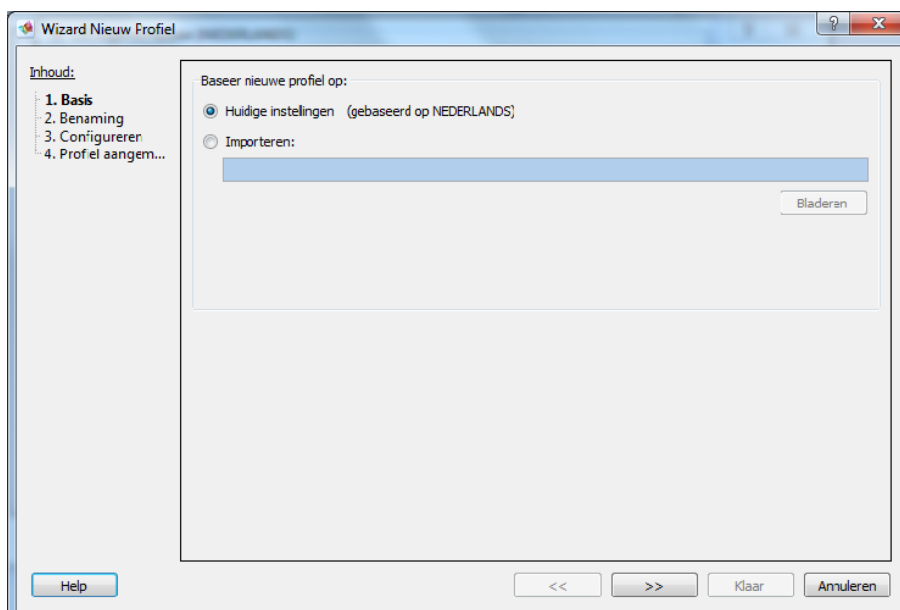 Wizard Nieuw Profiel
Inhoud:
1. Basis
2. Benaming
3. Configureren
4. Profiel aangem...
Baseer nieuwe profiel op:
Huidige instellingen (gebaseerd op NEDERLANDS)
Importeren:
Bladeren
Help
<<
>>
Klaar
Annuleren